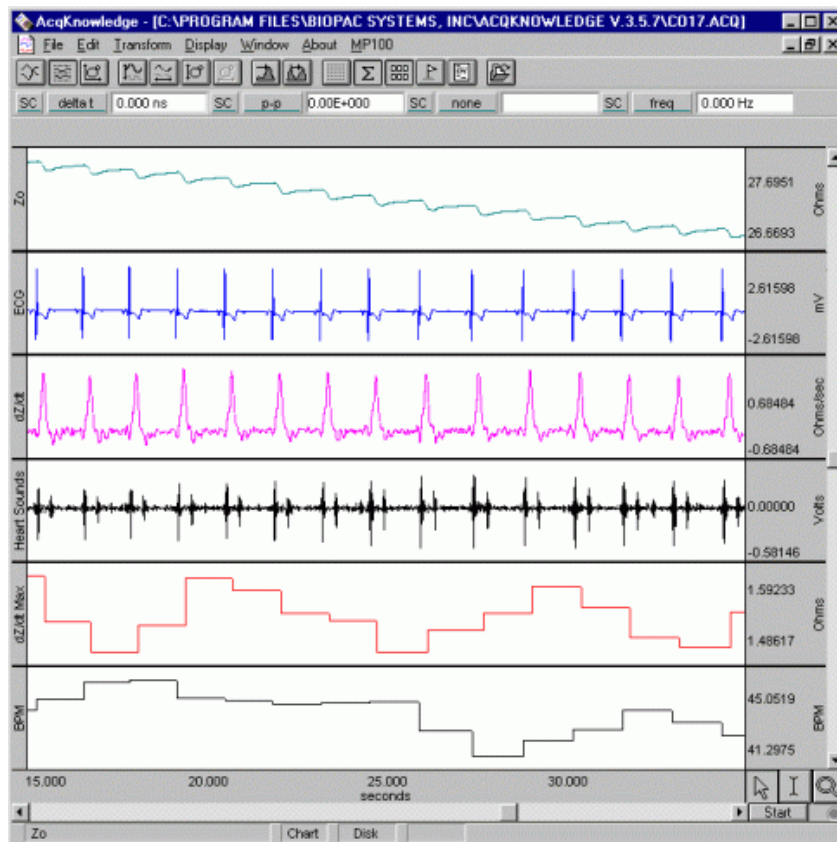 AcqKnowledge - [C:\PROGRAM FILES\BIOPAC SYSTEMS, INC\ACQKNOWLEDGE V.3.5.7\CO17.ACQ]
File Edit Transform Display Window About MP100
SC delta t 0.000 ns SC p-p 0.00E+000 SC none SC freq 0.000 Hz
Zo
27.6951
26.6693
Ohms
ECG
2.61598
-2.61598
mV
dZ/dt
0.68484
-0.68484
Ohms/sec
Heart Sounds
0.00000
-0.58146
Volts
dZ/dt Max
1.59233
1.48617
Ohms
BPM
45.0519
41.2975
BPM
15.000 20.000 25.000 30.000
seconds
Start
Zo Chart Disk